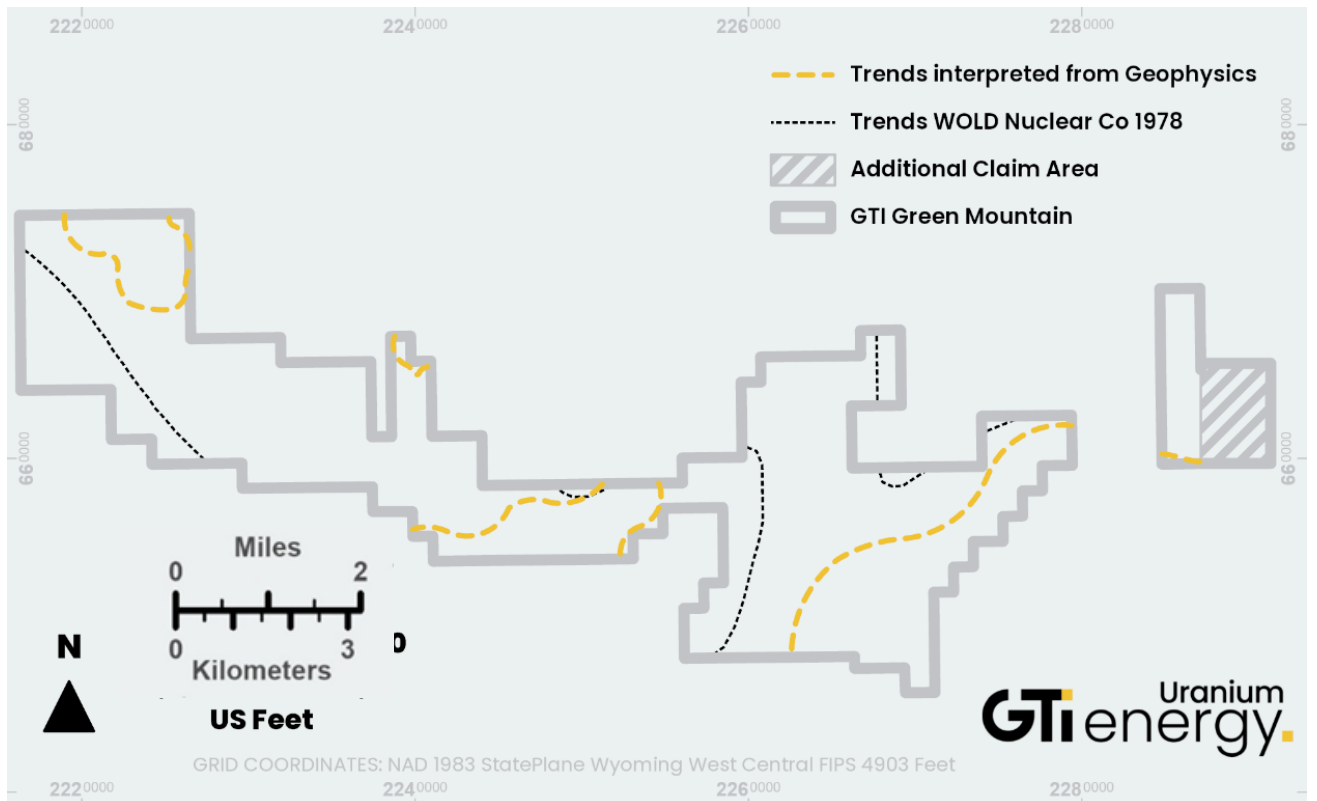 2220000 2240000 2260000 2280000
Trends interpreted from Geophysics
Trends WOLD Nuclear Co 1978
Additional Claim Area
GTI Green Mountain
680000 680000
660000 660000
Miles
0 2
0 3
Kilometers
N
0
US Feet
GTi energy.
Uranium
GRID COORDINATES: NAD 1983 StatePlane Wyoming West Central FIPS 4903 Feet
2220000 2240000 2260000 2280000